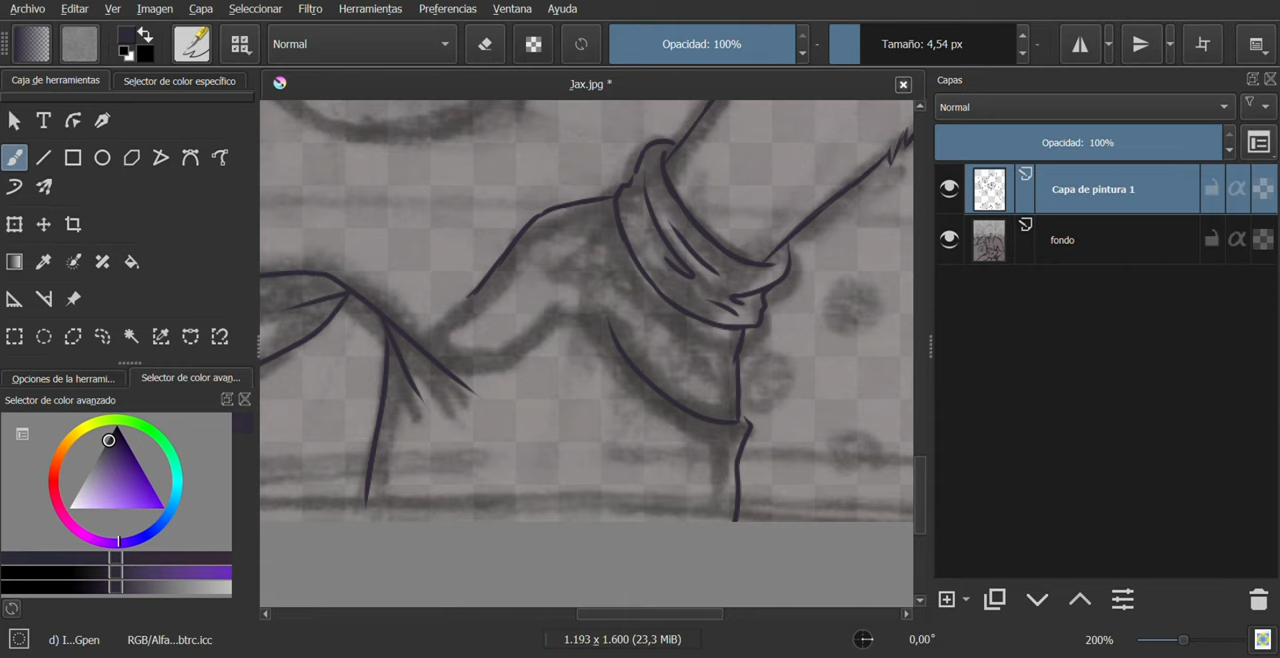 Archivo Editar Ver Imagen Capa Seleccionar Filtro Herramientas Preferencias Ventana Ayuda
Normal
Opacidad: 100%
Tamaño: 4,54 px
Caja de herramientas
Selector de color específico
Jax.jpg *
Capas
Normal
Opacidad: 100%
Capa de pintura 1
fondo
Opciones de la herrami...
Selector de color avan...
Selector de color avanzado
d) I...Gpen
RGB/Alfa...btrc.icc
1.193 x 1.600 (23,3 MiB)
0,00°
200%